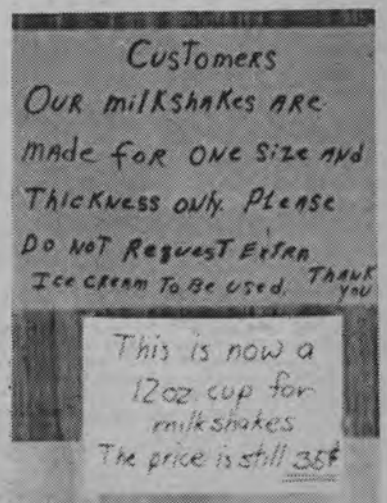 Customers
Our milkshakes are
made for one size and
Thickness only. Please
Do not Request Extra
Ice cream To Be used. Thank
you
This is now a
12oz. cup for
milkshakes
The price is still 35¢